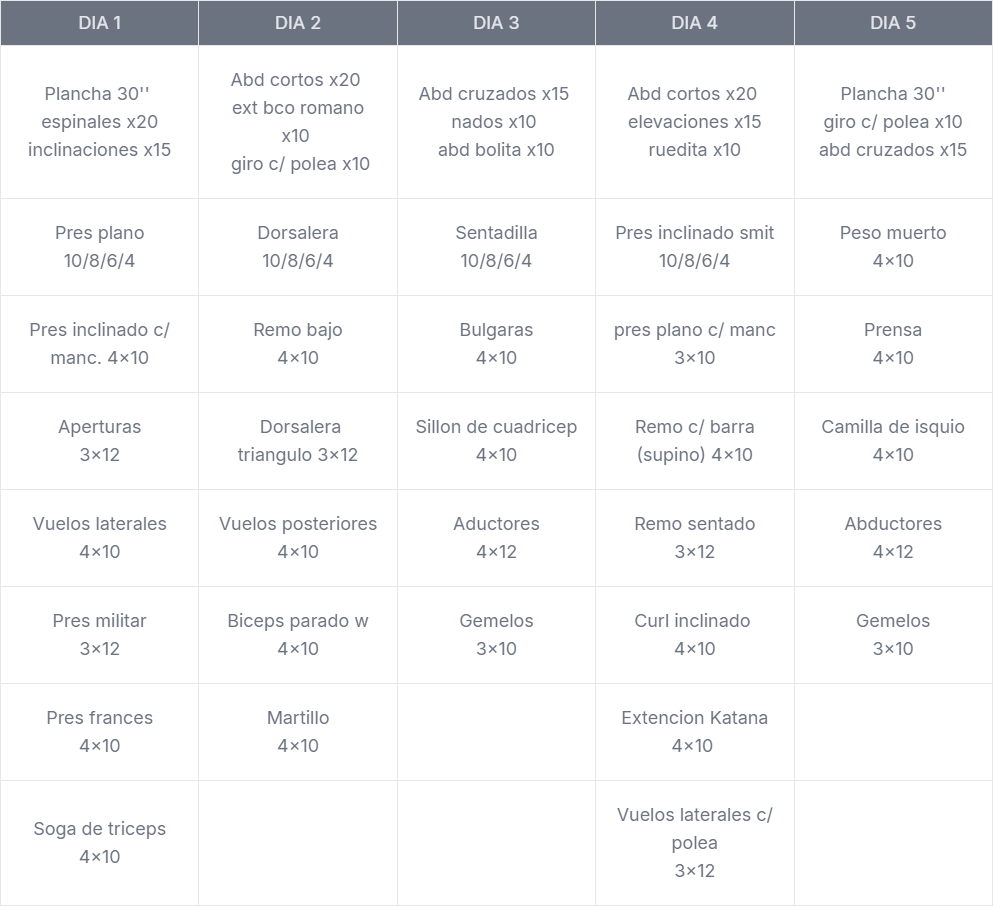 DIA 1
DIA 2
DIA 3
DIA 4
DIA 5
Plancha 30''
espinales x20
inclinaciones x15
Abd cortos x20
ext bco romano
x10
giro c/ polea x10
Abd cruzados x15
nados x10
abd bolita x10
Abd cortos x20
elevaciones x15
ruedita x10
Plancha 30''
giro c/ polea x10
abd cruzados x15
Pres plano
10/8/6/4
Dorsalera
10/8/6/4
Sentadilla
10/8/6/4
Pres inclinado smit
10/8/6/4
Peso muerto
4×10
Pres inclinado c/
manc. 4×10
Remo bajo
4×10
Bulgaras
4×10
pres plano c/ manc
3×10
Prensa
4×10
Aperturas
3×12
Dorsalera
triangulo 3×12
Sillon de cuadricep
4×10
Remo c/ barra
(supino) 4×10
Camilla de isquio
4×10
Vuelos laterales
4×10
Vuelos posteriores
4×10
Aductores
4×12
Remo sentado
3×12
Abductores
4×12
Pres militar
3×12
Biceps parado w
4×10
Gemelos
3×10
Curl inclinado
4×10
Gemelos
3×10
Pres frances
4×10
Martillo
4×10
Extencion Katana
4×10
Soga de triceps
4×10
Vuelos laterales c/
polea
3×12